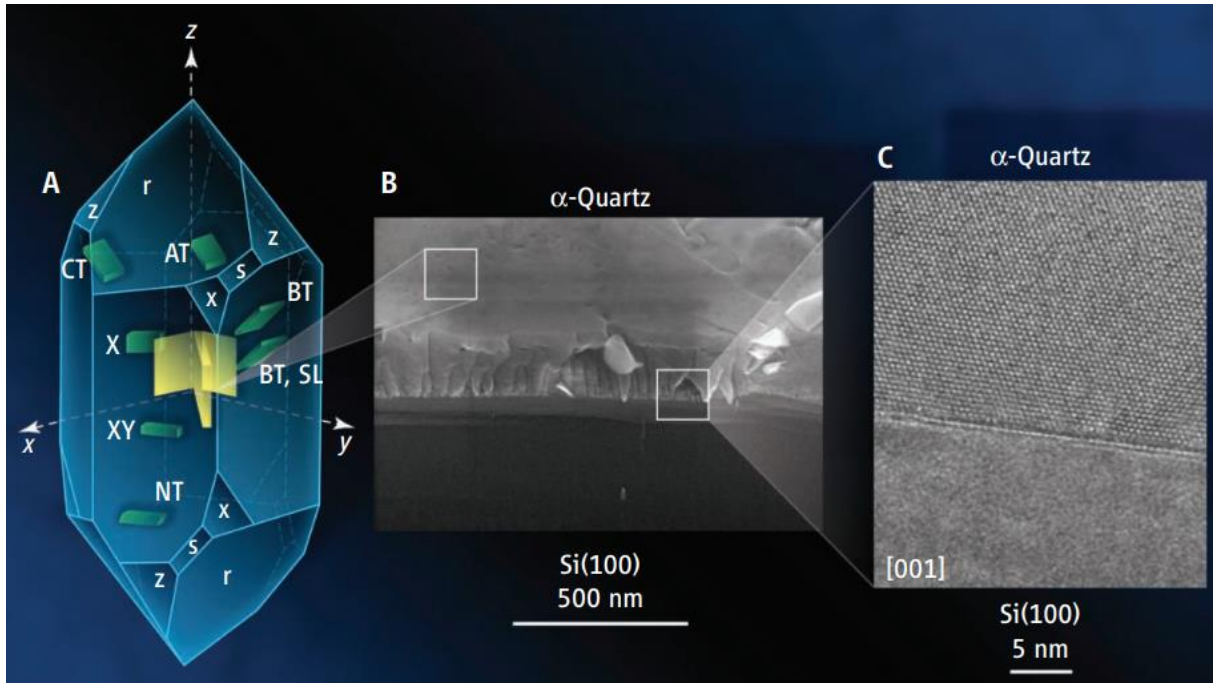 z
A
r
z
z
CT
AT
s
x
BT
X
BT, SL
x
y
XY
NT
x
s
z
r
B
α-Quartz
Si(100)
500 nm
C
α-Quartz
[001]
Si(100)
5 nm